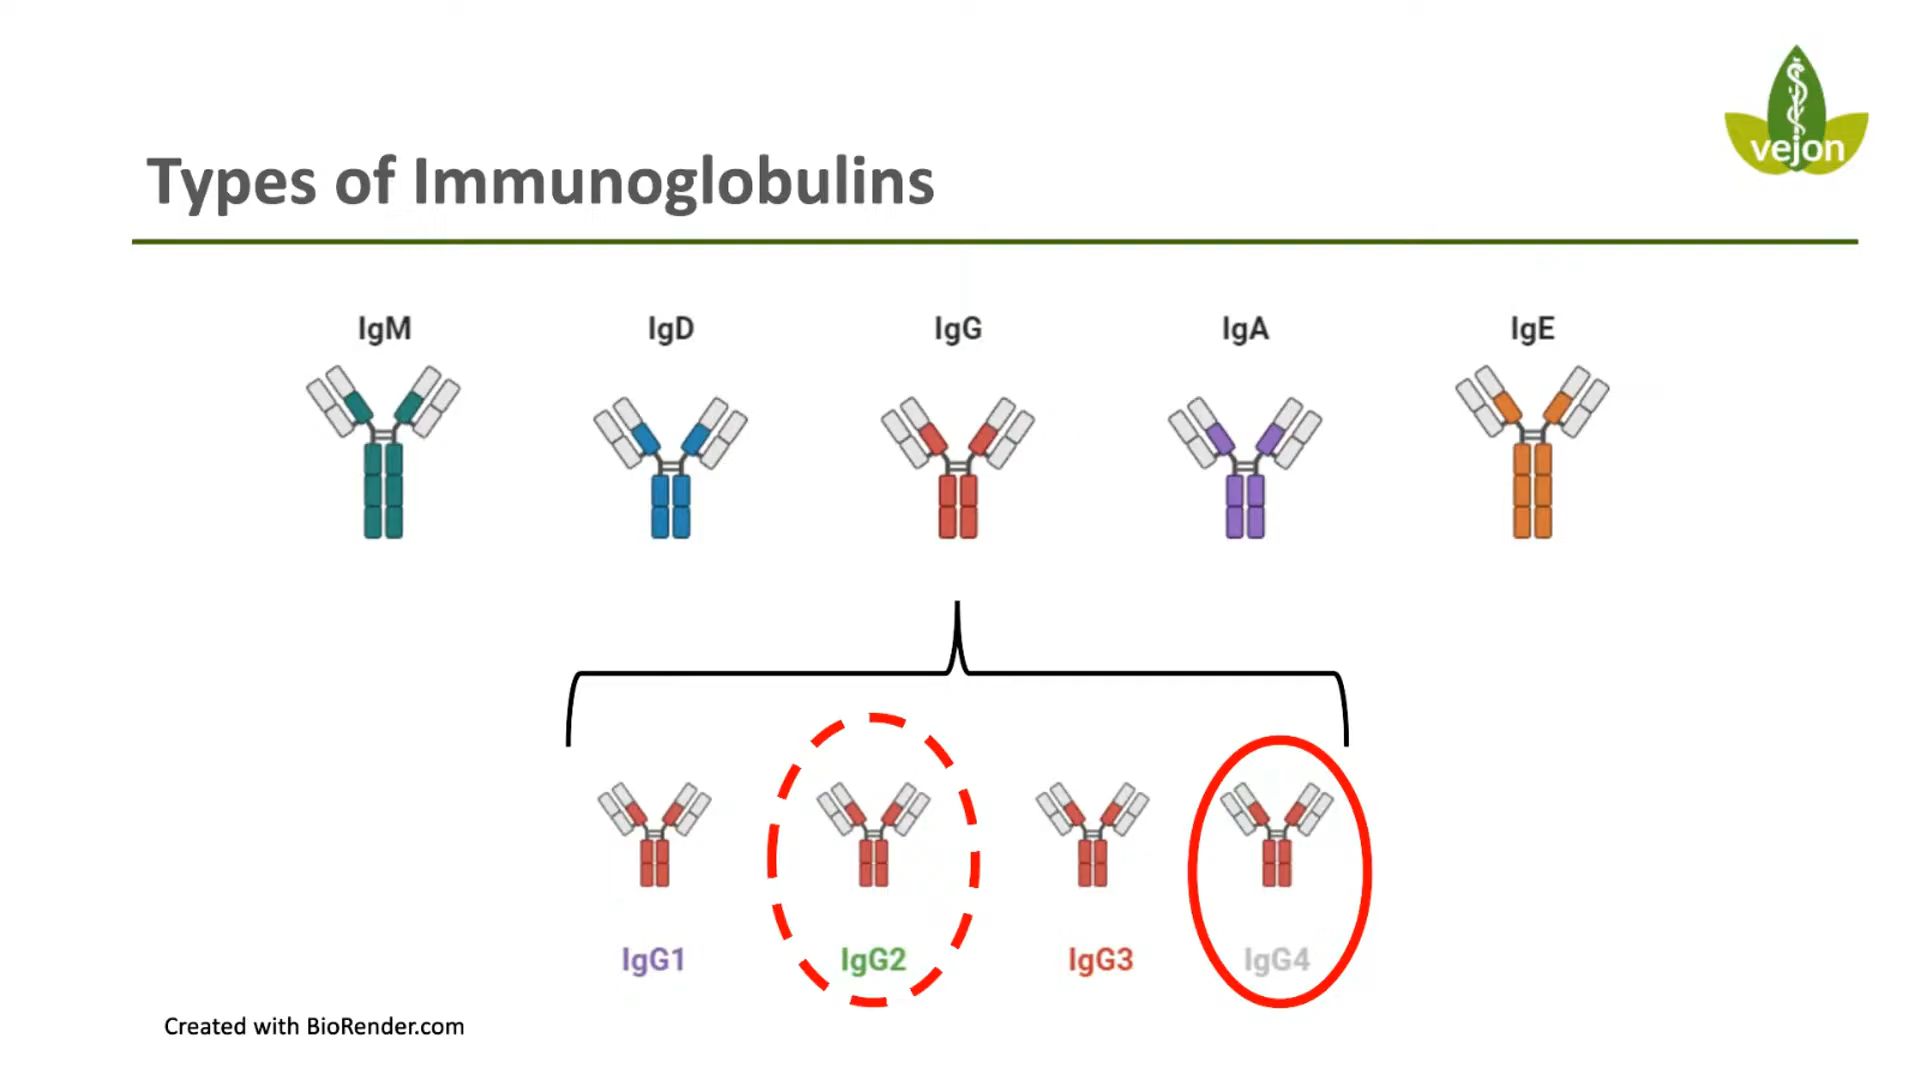 vejon
Types of Immunoglobulins
IgM IgD IgG IgA IgE
IgG1 IgG2 IgG3 IgG4
Created with BioRender.com